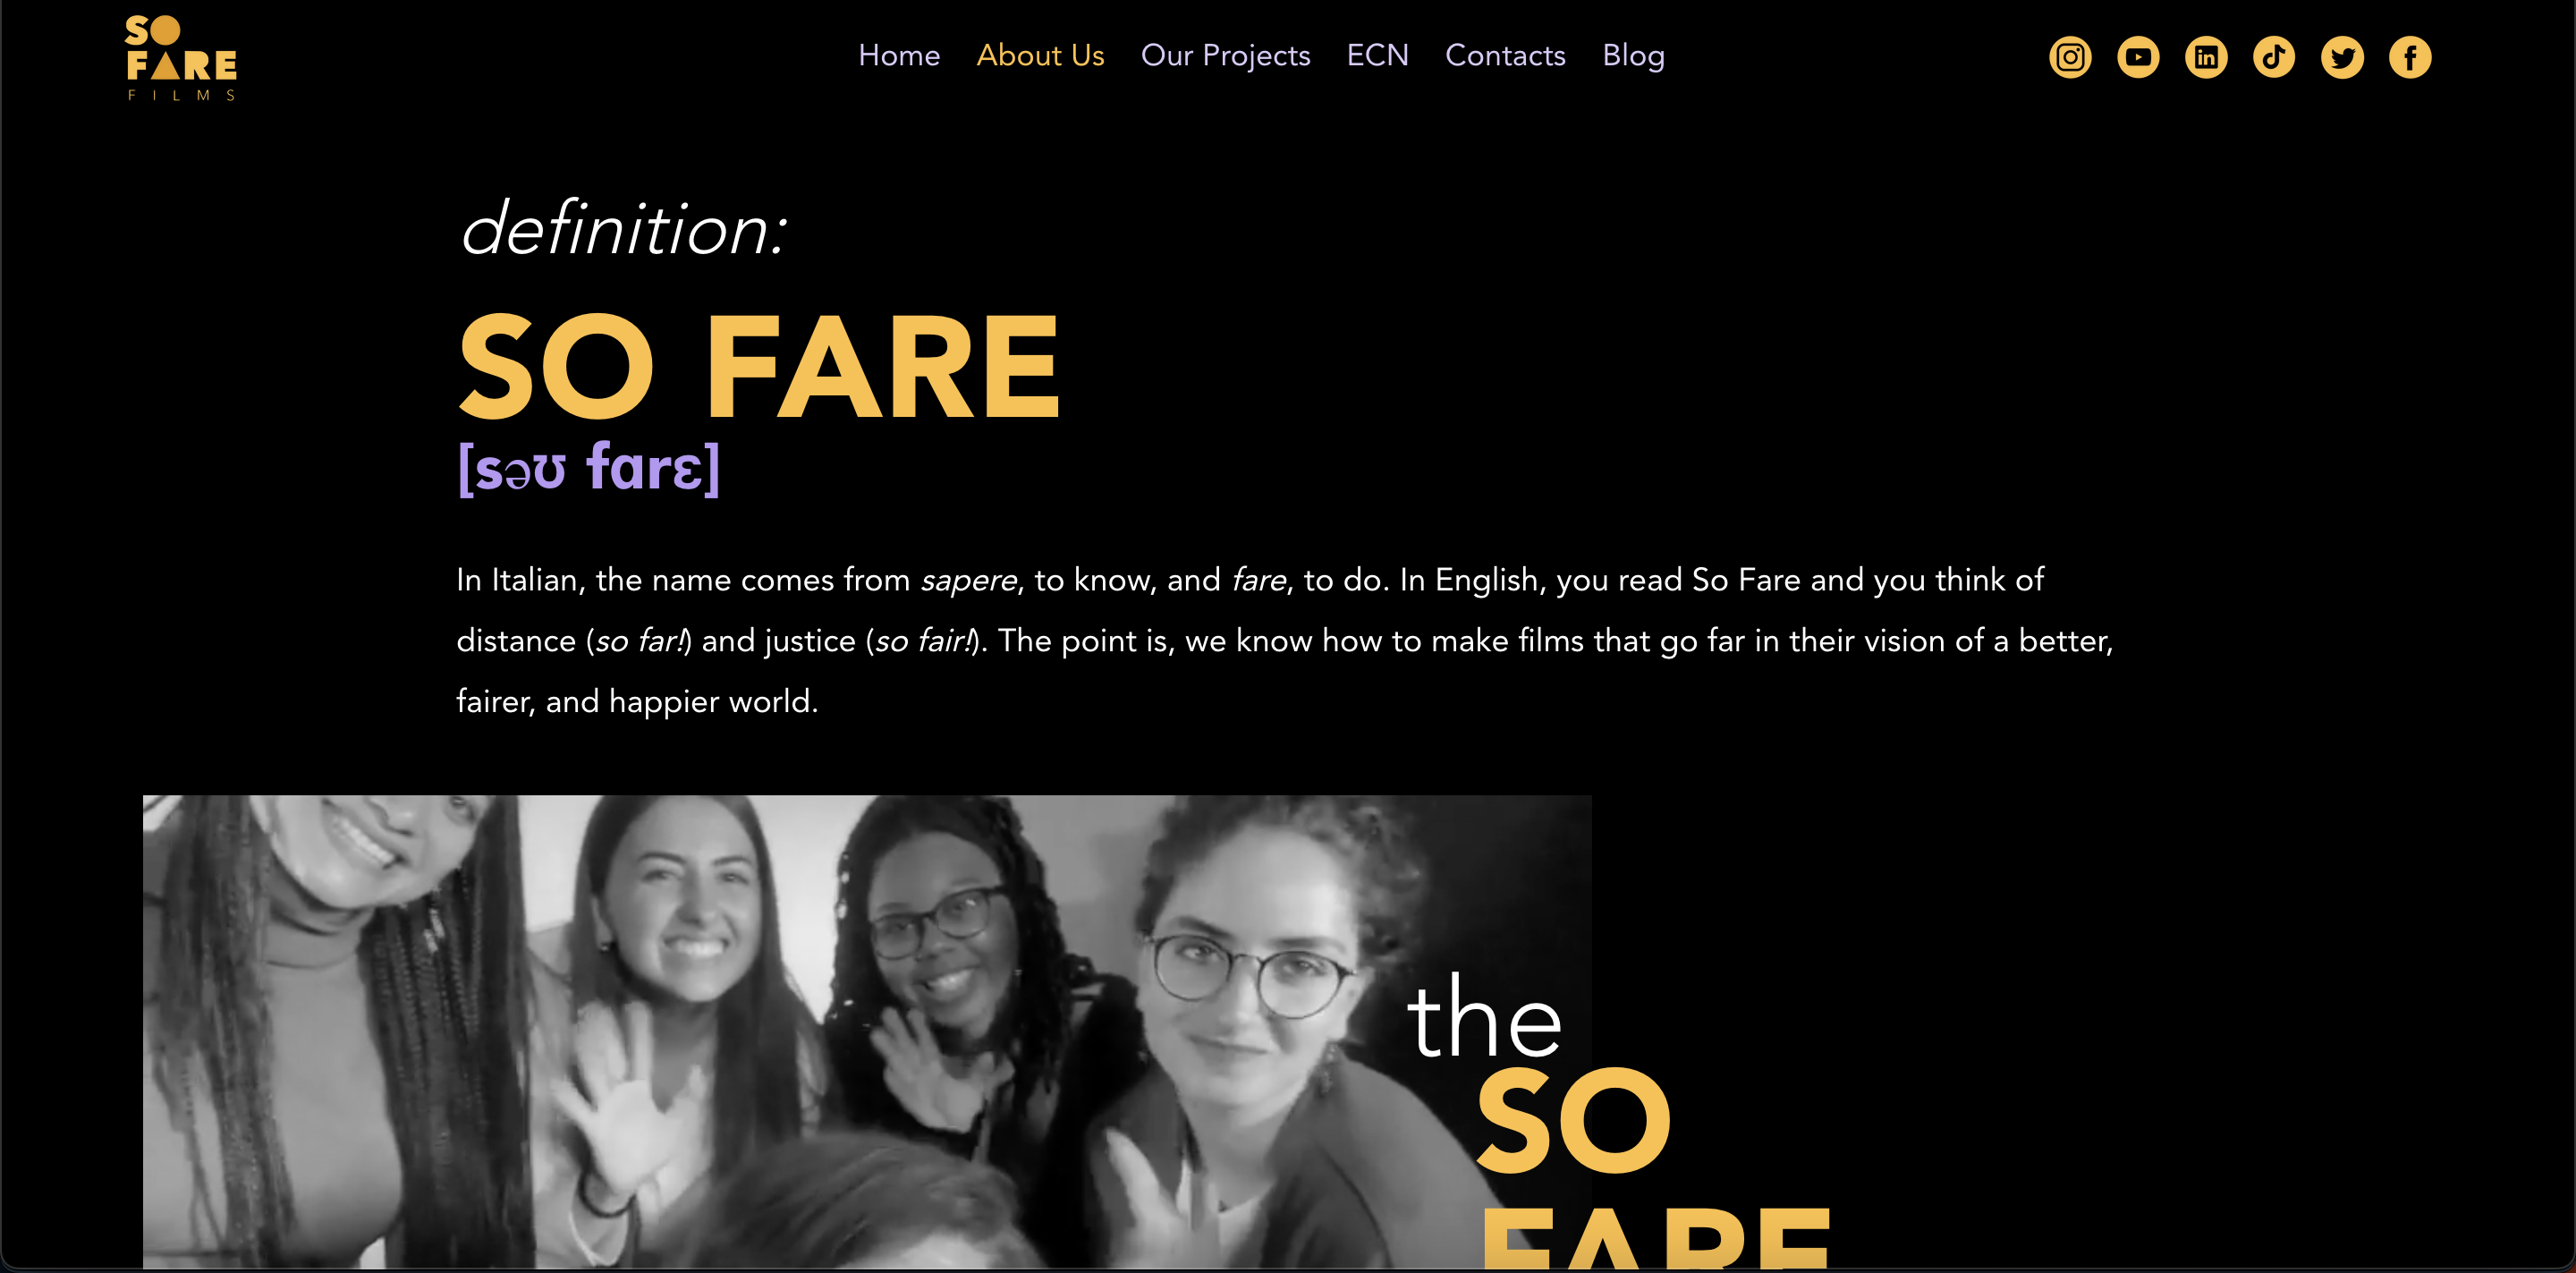 SO
FARE
FILMS
Home About Us Our Projects ECN Contacts Blog
definition:
SO FARE
[səʊ fɑrɛ]
In Italian, the name comes from sapere, to know, and fare, to do. In English, you read So Fare and you think of
distance (so far!) and justice (so fair!). The point is, we know how to make films that go far in their vision of a better,
fairer, and happier world.
the
SO
FARE